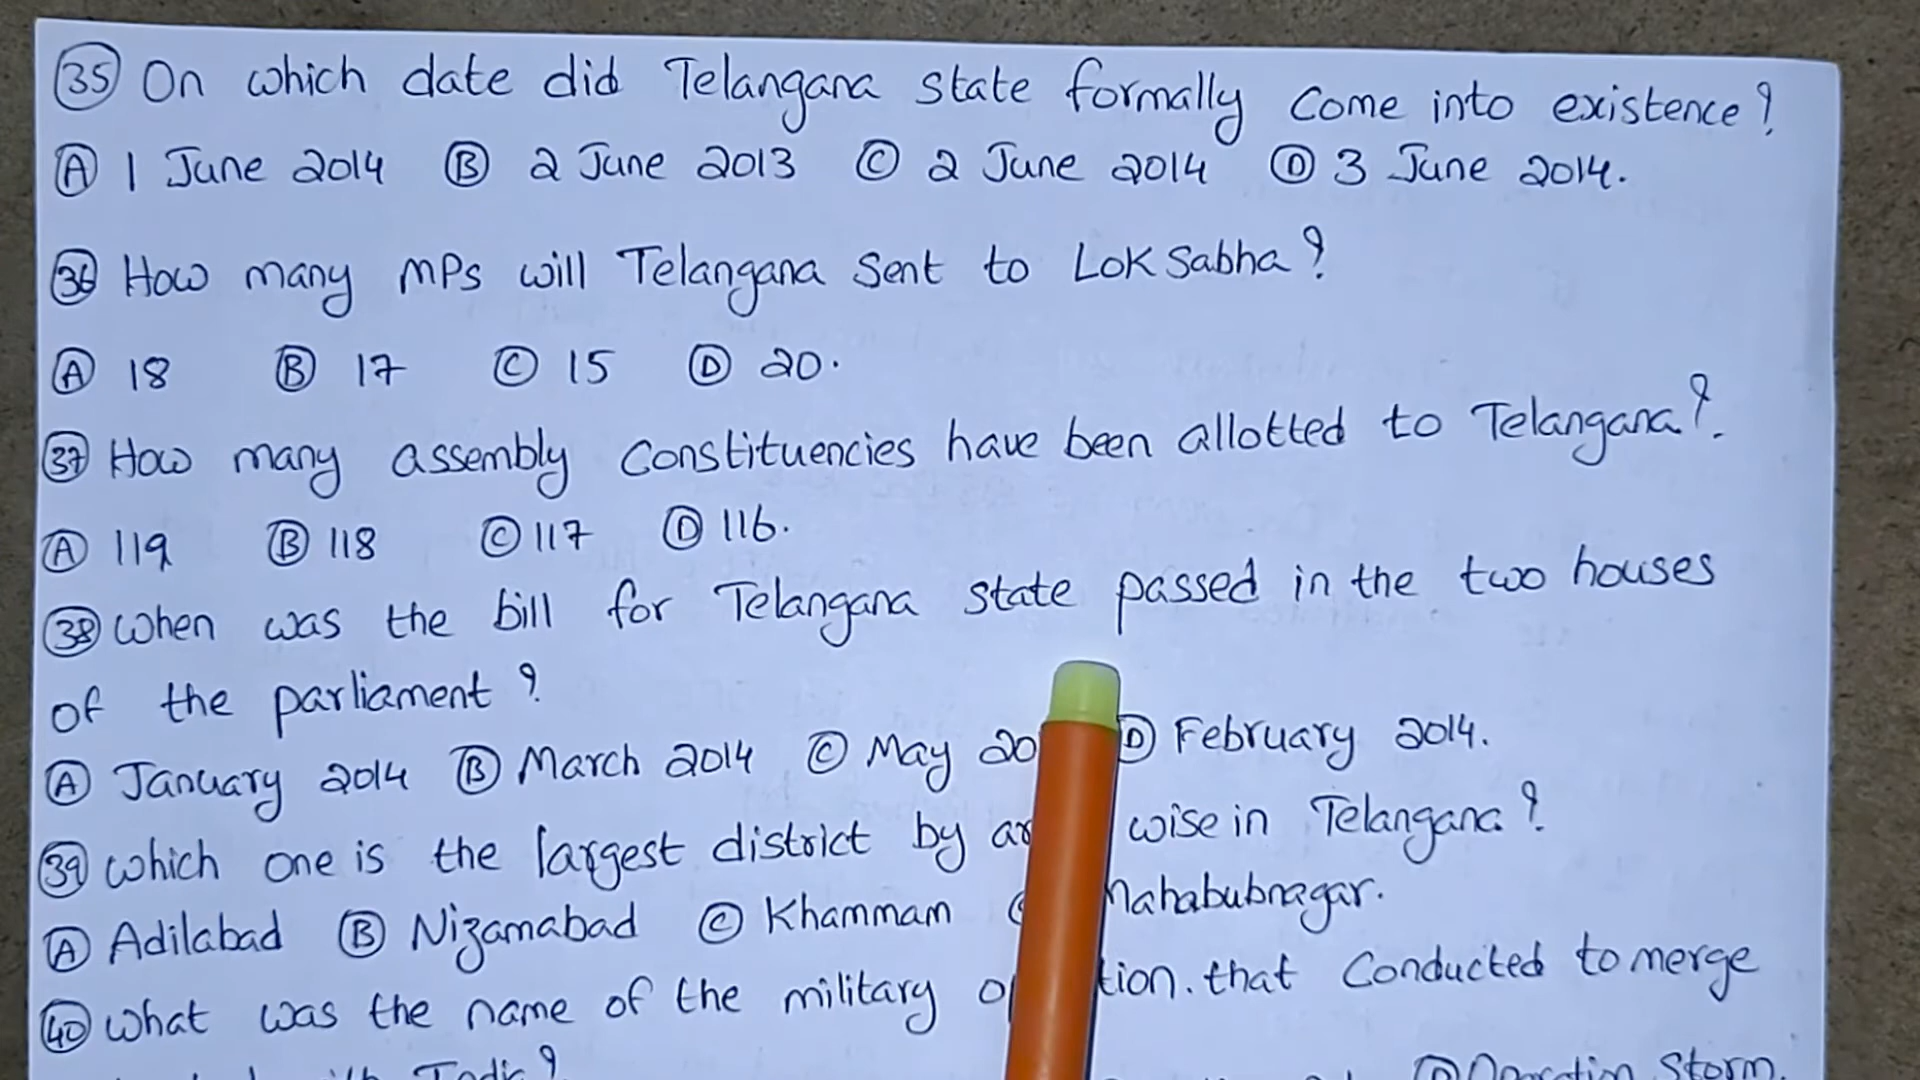 35 On which date did Telangana state formally come into existence?
A 1 June 2014 B 2 June 2013 C 2 June 2014 D 3 June 2014.
36 How many MPs will Telangana sent to Lok Sabha?
A 18 B 17 C 15 D 20.
37 How many assembly constituencies have been allotted to Telangana?.
A 119 B 118 C 117 D 116.
38 when was the bill for Telangana state passed in the two houses
of the parliament?
A January 2014 B March 2014 C May 20 D February 2014.
39 which one is the largest district by wise in Telangana?
A Adilabad B Nizamabad C Khammam Mahabubnagar.
40 what was the name of the military that conducted to merge
India? D Operation Storm.